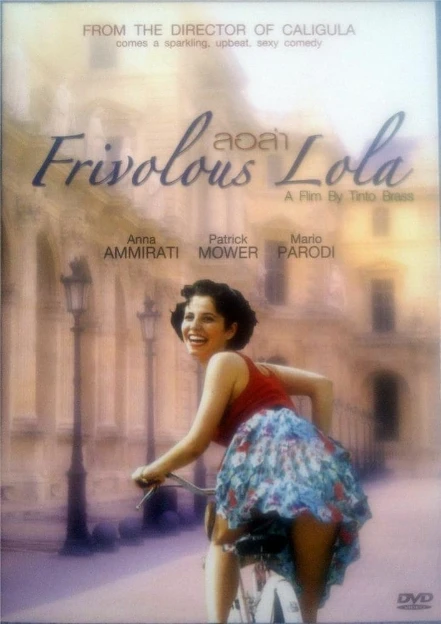 FROM THE DIRECTOR OF CALIGULA
comes a sparkling, upbeat, sexy comedy
ลอล่า
Frivolous Lola
A Film By Tinto Brass
Anna Patrick Mario
AMMIRATI MOWER PARODI
DVD